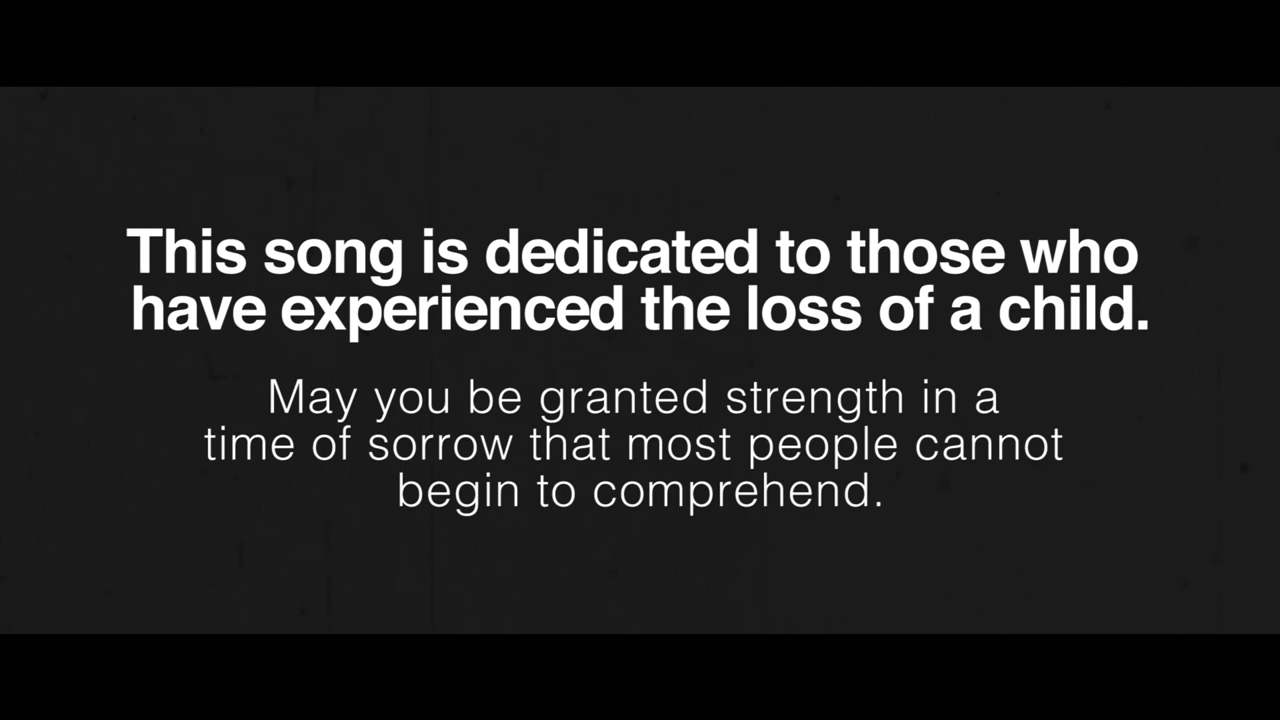 This song is dedicated to those who
have experienced the loss of a child.
May you be granted strength in a
time of sorrow that most people cannot
begin to comprehend.